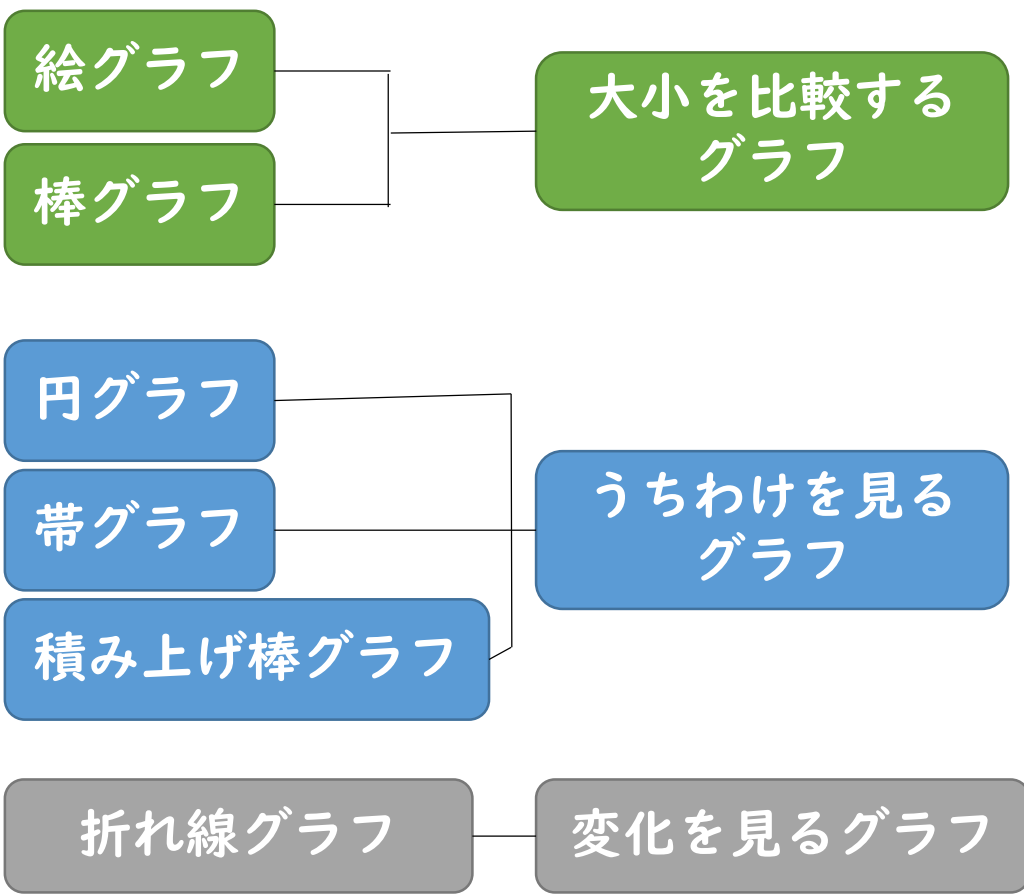 絵グラフ
棒グラフ
大小を比較する
グラフ
円グラフ
帯グラフ
積み上げ棒グラフ
うちわけを見る
グラフ
折れ線グラフ
変化を見るグラフ